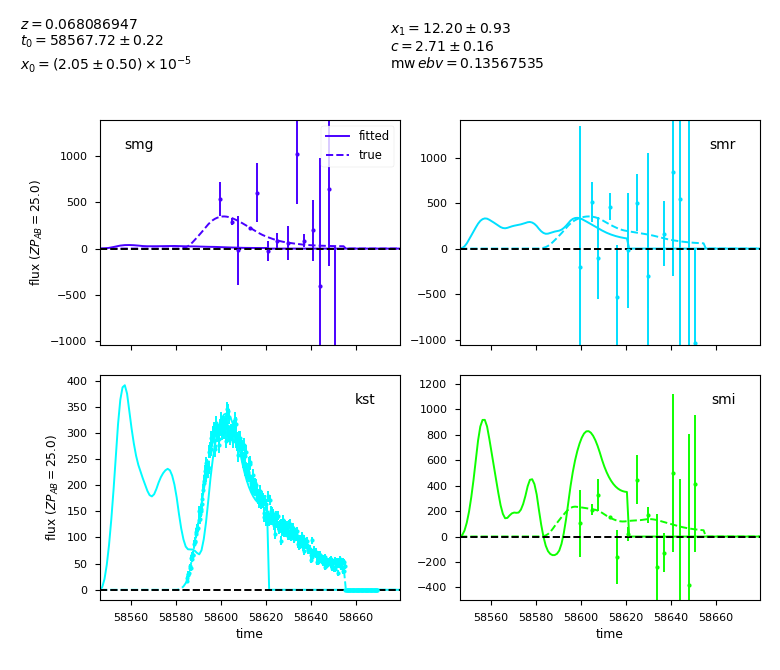 z = 0.068086947
t₀ = 58567.72 ± 0.22
x₀ = (2.05 ± 0.50) × 10⁻⁵
x₁ = 12.20 ± 0.93
c = 2.71 ± 0.16
mw ebv = 0.13567535
smg
fitted
true
1000
500
0
−500
−1000
flux (ZP_AB = 25.0)
smr
1000
500
0
−500
−1000
kst
400
350
300
250
200
150
100
50
0
flux (ZP_AB = 25.0)
58560 58580 58600 58620 58640 58660
time
smi
1200
1000
800
600
400
200
0
−200
−400
58560 58580 58600 58620 58640 58660
time